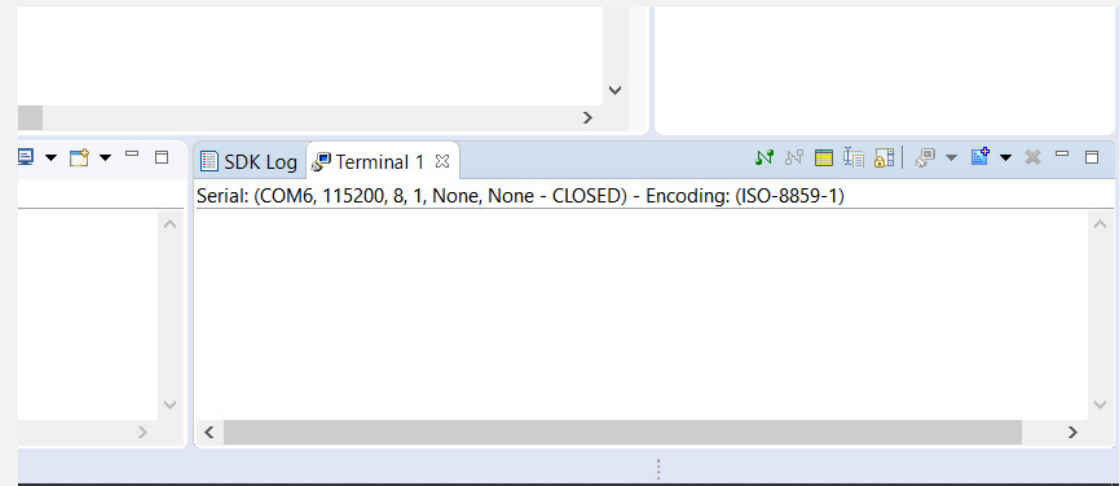 SDK Log Terminal 1
Serial: (COM6, 115200, 8, 1, None, None - CLOSED) - Encoding: (ISO-8859-1)